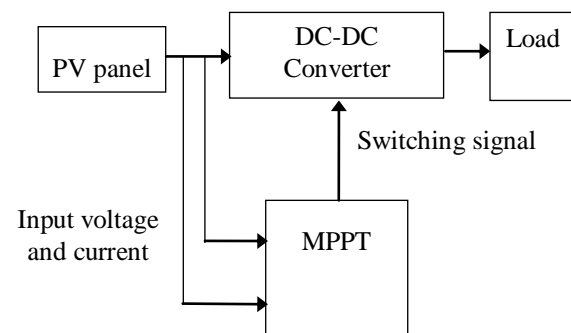 PV panel
DC-DC
Converter
Load
Switching signal
Input voltage
and current
MPPT